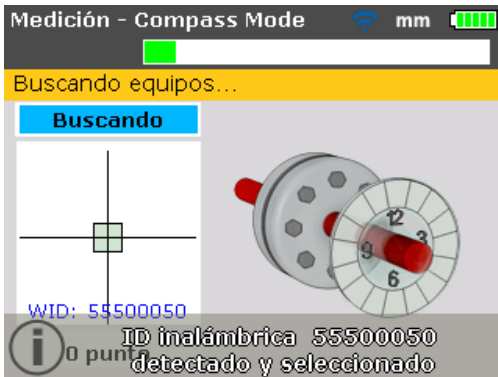 Medición - Compass Mode mm
Buscando equipos...
Buscando
12
3
9
6
WID: 55500050
0 punto
ID inalámbrica 55500050
detectado y seleccionado